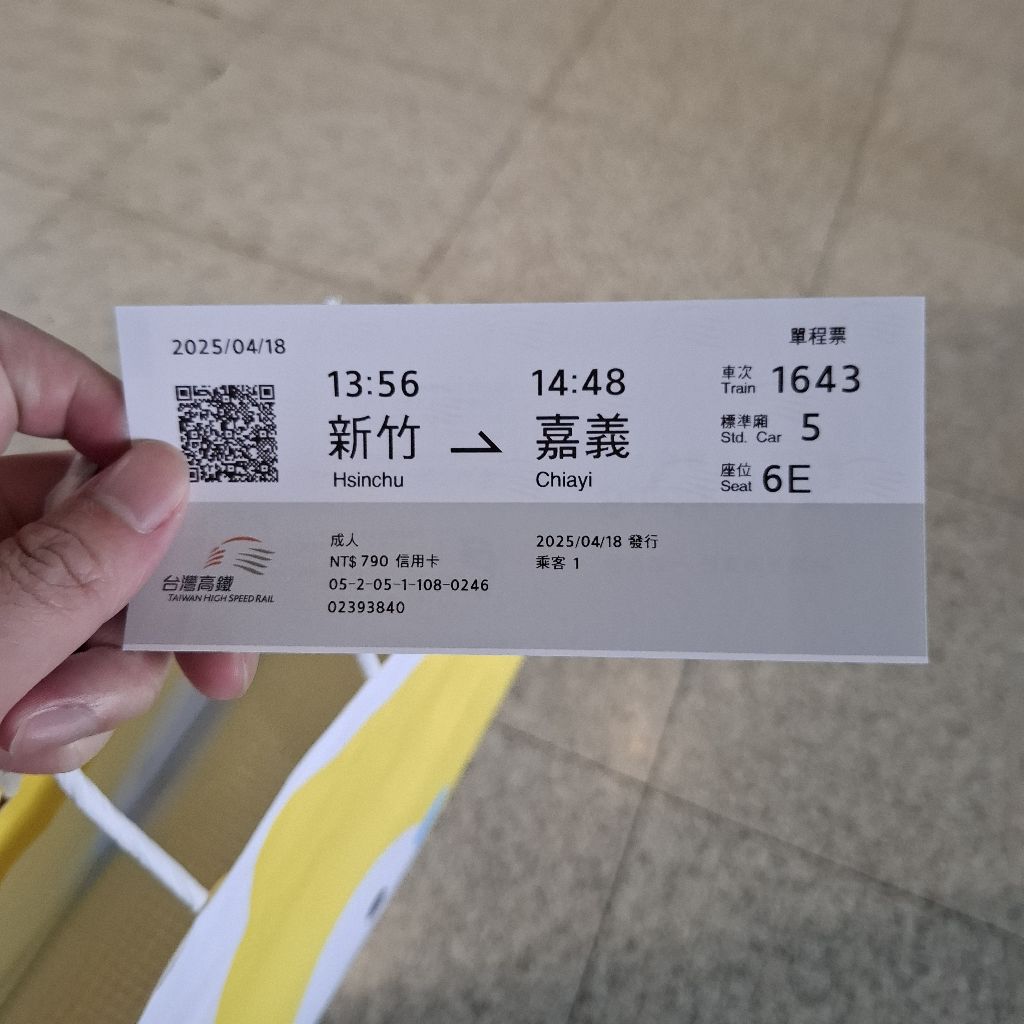 2025/04/18
單程票
13:56
14:48
車次
Train 1643
新竹
嘉義
標準廂
Std. Car 5
Hsinchu
Chiayi
座位
Seat 6E
成人
NT$ 790 信用卡
05-2-05-1-108-0246
02393840
2025/04/18 發行
乘客 1
台灣高鐵
TAIWAN HIGH SPEED RAIL